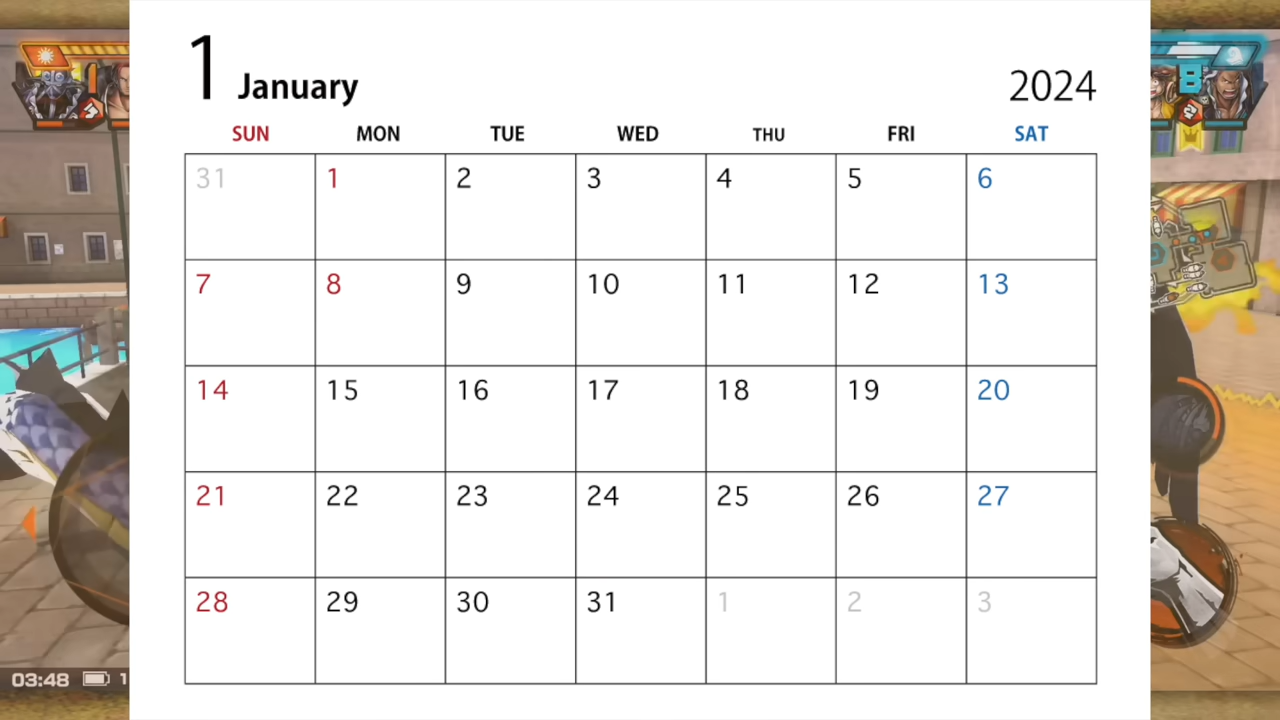 1 January 2024
SUN MON TUE WED THU FRI SAT
31 1 2 3 4 5 6
7 8 9 10 11 12 13
14 15 16 17 18 19 20
21 22 23 24 25 26 27
28 29 30 31 1 2 3
8
03:48 1